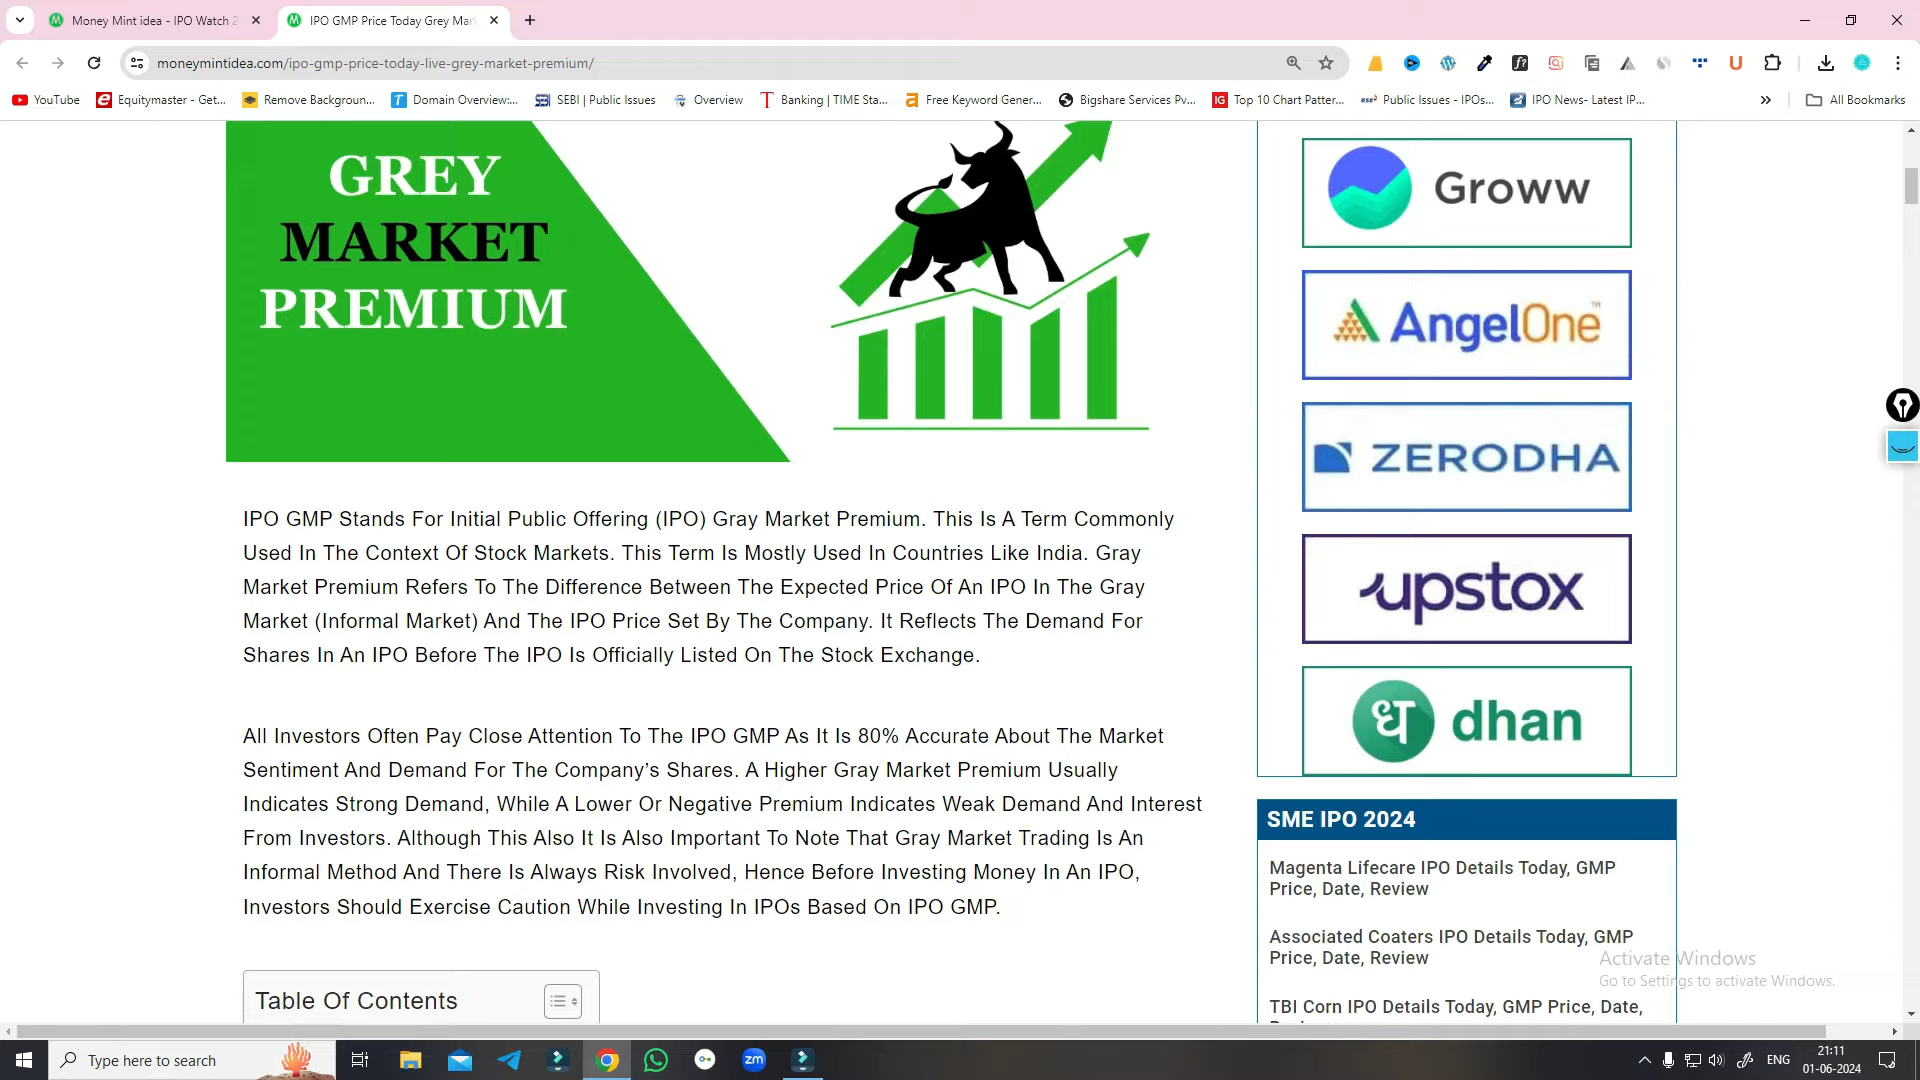 Money Mint idea - IPO Watch 2
IPO GMP Price Today Grey Mar
moneymintidea.com/ipo-gmp-price-today-live-grey-market-premium/
YouTube
Equitymaster - Get...
Remove Backgroun...
Domain Overview:...
SEBI | Public Issues
Overview
Banking | TIME Sta...
Free Keyword Gener...
Bigshare Services Pv...
Top 10 Chart Patter...
Public Issues - IPOs...
IPO News- Latest IP...
All Bookmarks
GREY
MARKET
PREMIUM
IPO GMP Stands For Initial Public Offering (IPO) Gray Market Premium. This Is A Term Commonly
Used In The Context Of Stock Markets. This Term Is Mostly Used In Countries Like India. Gray
Market Premium Refers To The Difference Between The Expected Price Of An IPO In The Gray
Market (Informal Market) And The IPO Price Set By The Company. It Reflects The Demand For
Shares In An IPO Before The IPO Is Officially Listed On The Stock Exchange.
All Investors Often Pay Close Attention To The IPO GMP As It Is 80% Accurate About The Market
Sentiment And Demand For The Company’s Shares. A Higher Gray Market Premium Usually
Indicates Strong Demand, While A Lower Or Negative Premium Indicates Weak Demand And Interest
From Investors. Although This Also It Is Also Important To Note That Gray Market Trading Is An
Informal Method And There Is Always Risk Involved, Hence Before Investing Money In An IPO,
Investors Should Exercise Caution While Investing In IPOs Based On IPO GMP.
Table Of Contents
Groww
AngelOne
ZERODHA
upstox
ध dhan
SME IPO 2024
Magenta Lifecare IPO Details Today, GMP
Price, Date, Review
Associated Coaters IPO Details Today, GMP
Price, Date, Review
TBI Corn IPO Details Today, GMP Price, Date,
Activate Windows
Go to Settings to activate Windows.
Type here to search
zm
ENG
21:11
01-06-2024